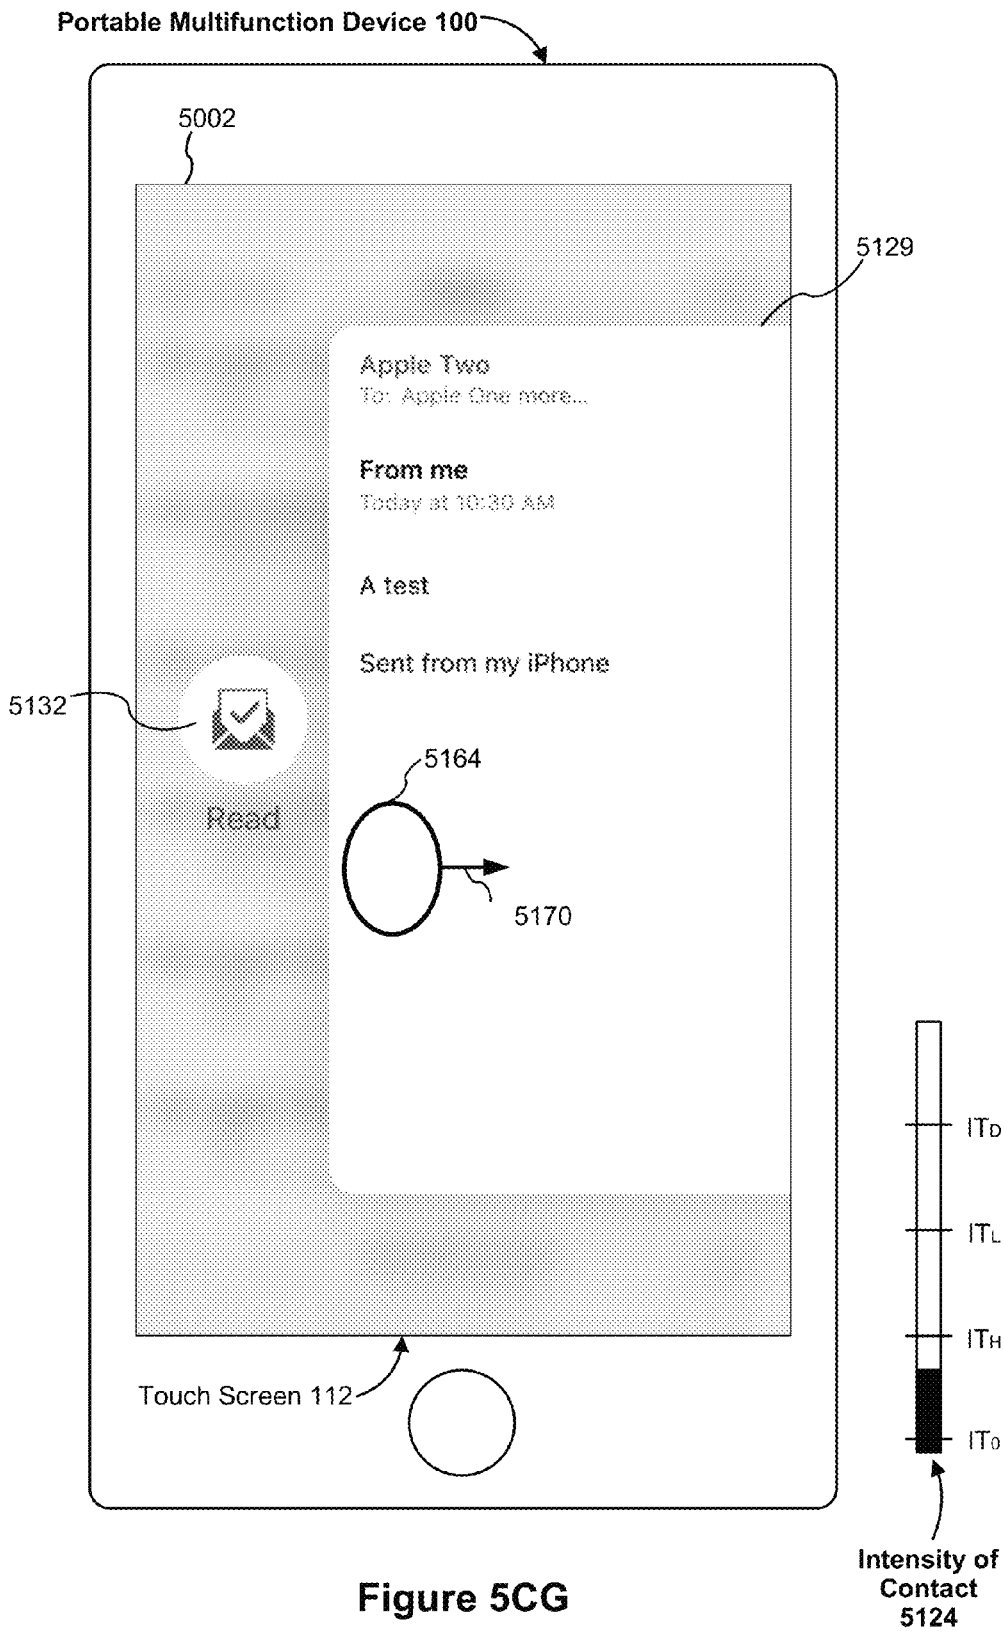 Portable Multifunction Device 100
5002
5129
Apple Two
To: Apple One more...
From me
Today at 10:30 AM
A test
Sent from my iPhone
5132
5164
Read
5170
ITD
ITL
ITH
IT0
Touch Screen 112
Intensity of
Contact
5124
Figure 5CG